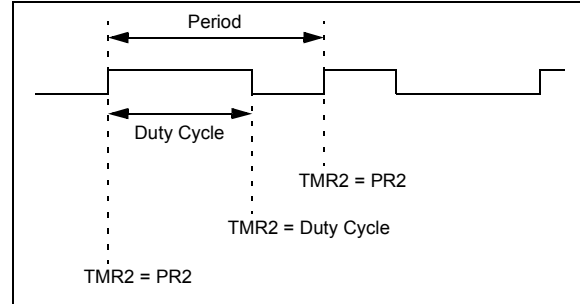 Period
Duty Cycle
TMR2 = PR2
TMR2 = Duty Cycle
TMR2 = PR2